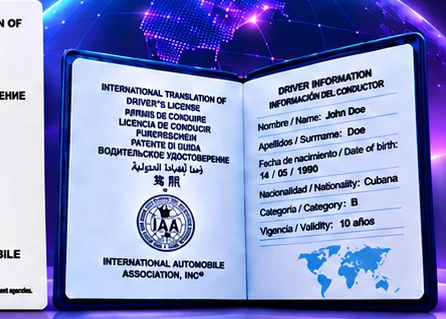 N OF
ЕНИЕ
BILE
ent agencies.
INTERNATIONAL TRANSLATION OF
DRIVER'S LICENSE
DE CONDUIRE
LICENCIA DE CONDUCIR
PATENTE DI GUIDA
ВОДИТЕЛЬСКОЕ УДОСТОВЕРЕНИЕ
IAA
INTERNATIONAL AUTOMOBILE
ASSOCIATION, INC®
DRIVER INFORMATION
INFORMACIÓN DEL CONDUCTOR
Nombre / Name: John Doe
Apellidos / Surname: Doe
Fecha de nacimiento / Date of birth:
14 / 05 / 1990
Nacionalidad / Nationality: Cubana
Categoría / Category: B
Vigencia / Validity: 10 años